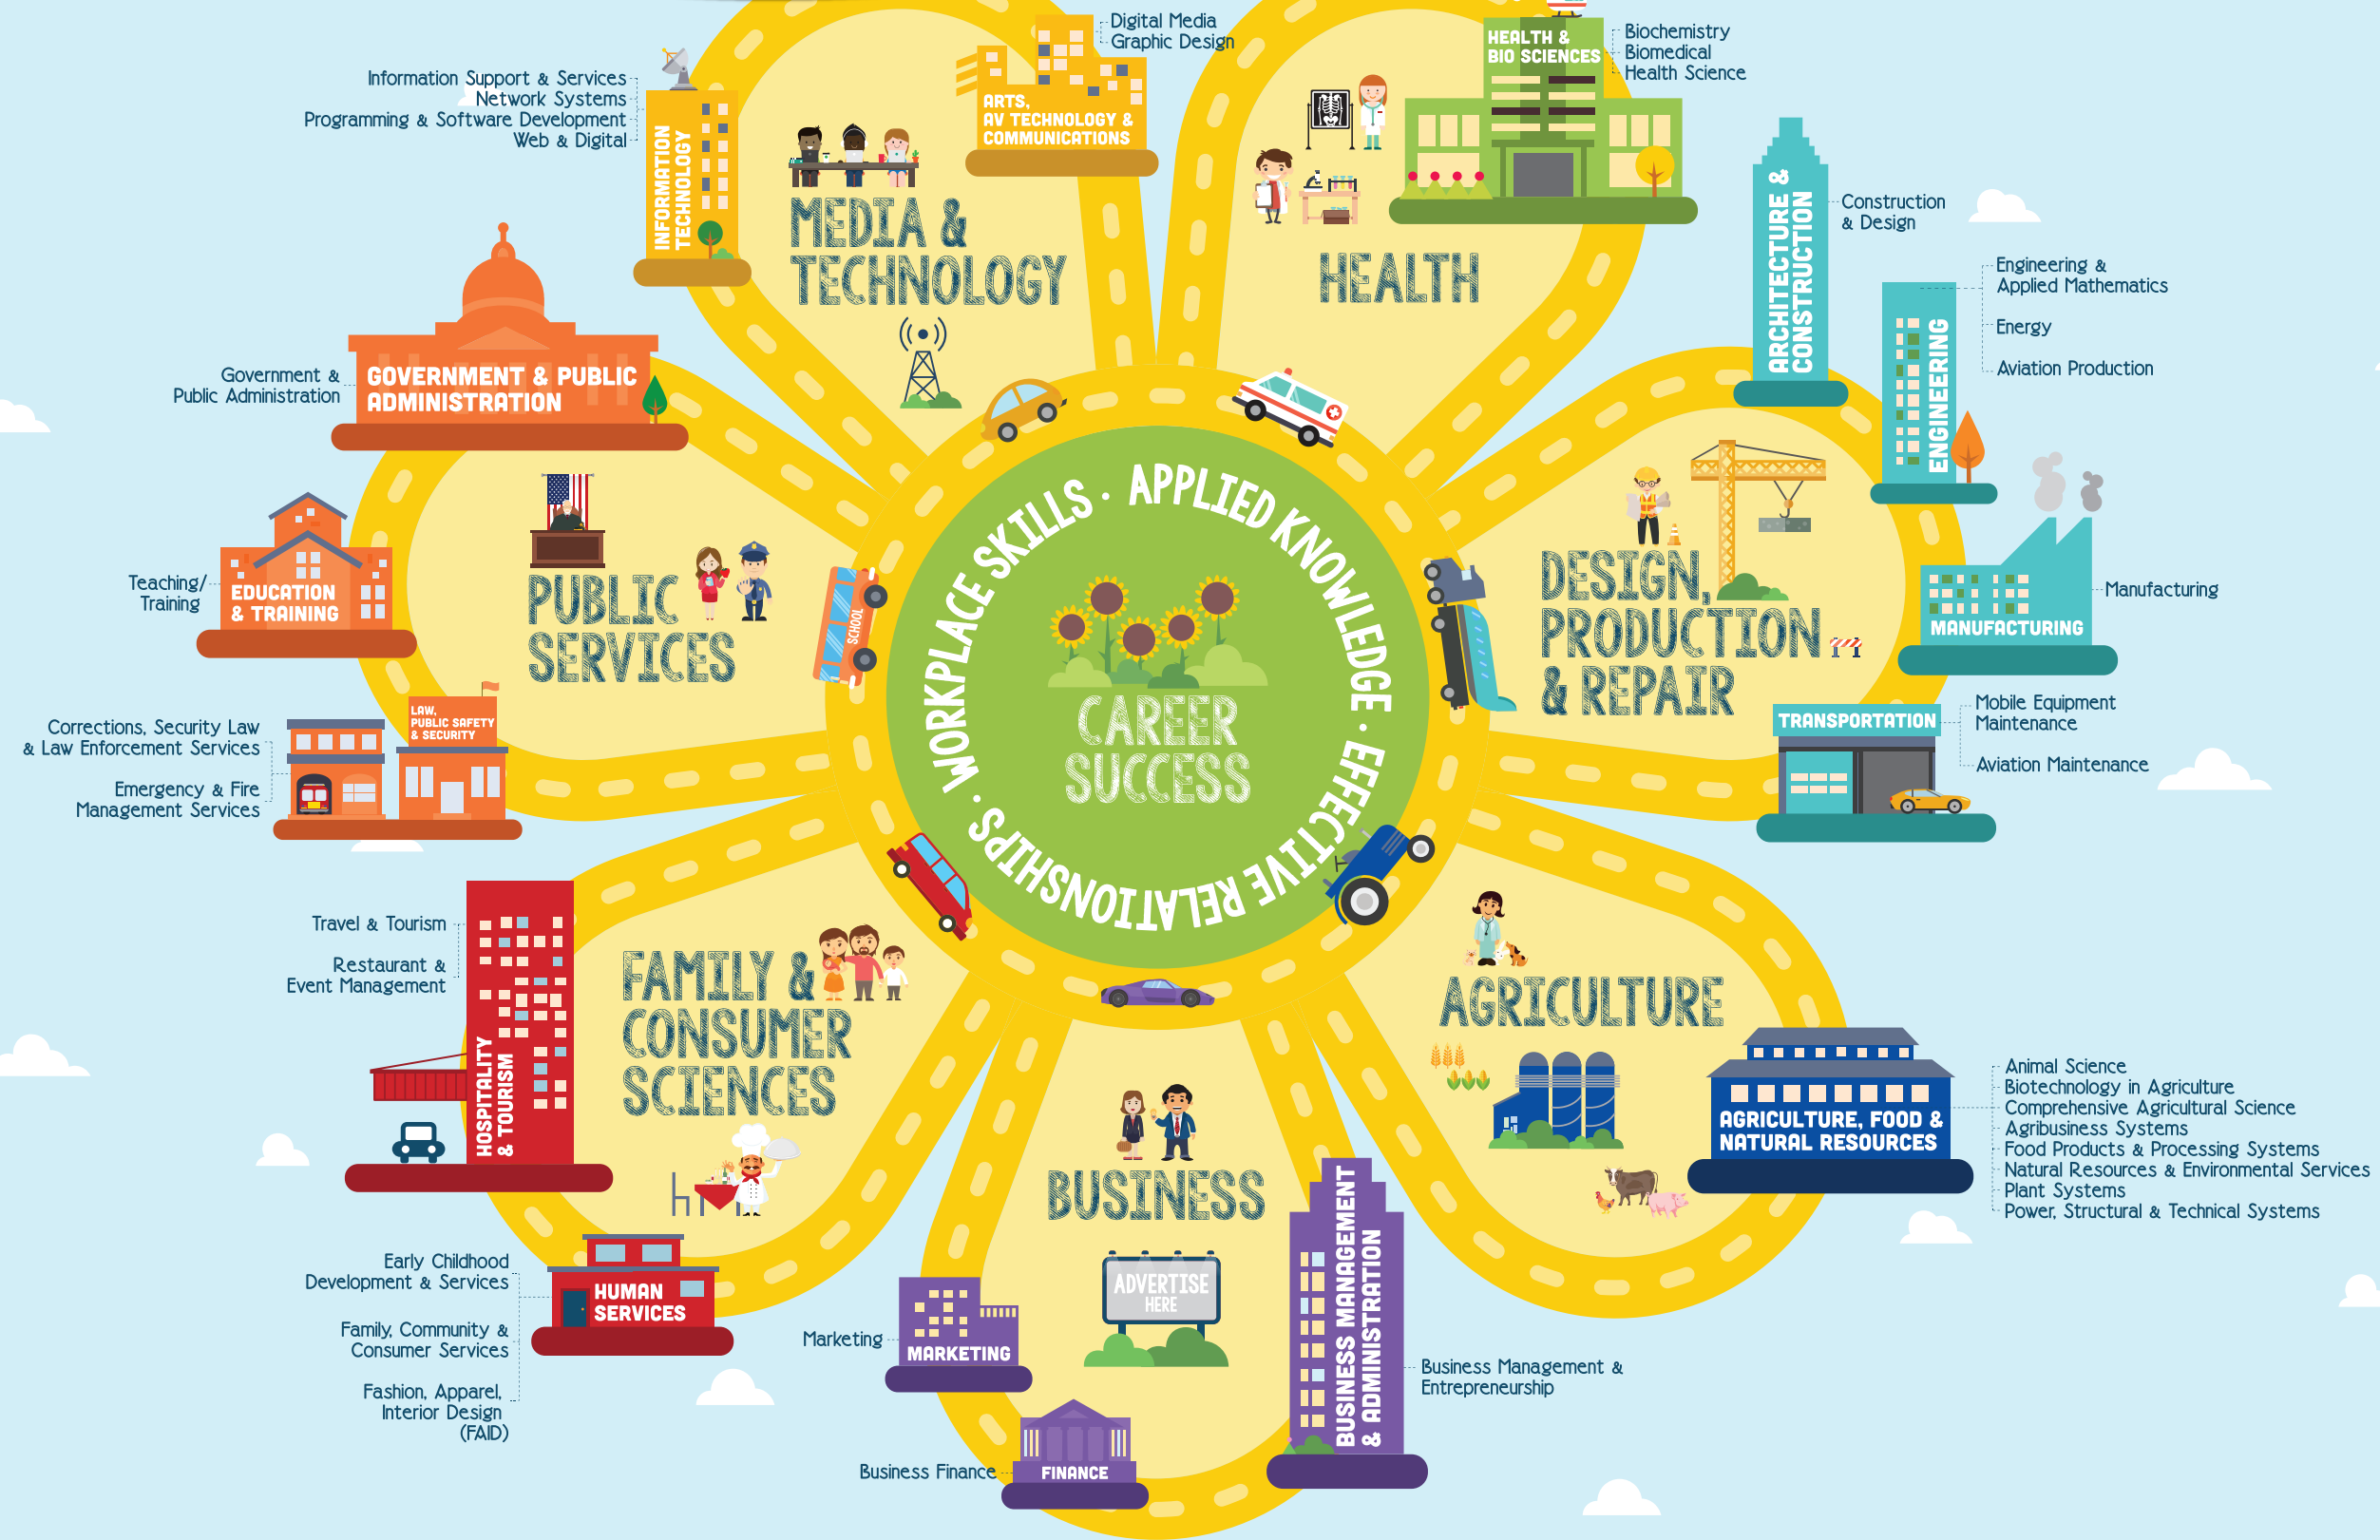 Digital Media
Graphic Design
ARTS,
AV TECHNOLOGY &
COMMUNICATIONS
Information Support & Services
Network Systems
Programming & Software Development
Web & Digital
INFORMATION
TECHNOLOGY
MEDIA &
TECHNOLOGY
HEALTH &
BIO SCIENCES
Biochemistry
Biomedical
Health Science
HEALTH
ARCHITECTURE &
CONSTRUCTION
Construction
& Design
ENGINEERING
Engineering &
Applied Mathematics
Energy
Aviation Production
MANUFACTURING
Manufacturing
DESIGN,
PRODUCTION
& REPAIR
TRANSPORTATION
Mobile Equipment
Maintenance
Aviation Maintenance
Government &
Public Administration
GOVERNMENT & PUBLIC
ADMINISTRATION
Teaching/
Training
EDUCATION
& TRAINING
PUBLIC
SERVICES
SCHOOL
Corrections, Security Law
& Law Enforcement Services
Emergency & Fire
Management Services
LAW,
PUBLIC SAFETY
& SECURITY
WORKPLACE SKILLS · APPLIED KNOWLEDGE · EFFECTIVE RELATIONSHIPS ·
CAREER
SUCCESS
Travel & Tourism
Restaurant &
Event Management
HOSPITALITY
& TOURISM
FAMILY &
CONSUMER
SCIENCES
Early Childhood
Development & Services
Family, Community &
Consumer Services
Fashion, Apparel,
Interior Design
(FAID)
HUMAN
SERVICES
AGRICULTURE
AGRICULTURE, FOOD &
NATURAL RESOURCES
Animal Science
Biotechnology in Agriculture
Comprehensive Agricultural Science
Agribusiness Systems
Food Products & Processing Systems
Natural Resources & Environmental Services
Plant Systems
Power, Structural & Technical Systems
BUSINESS
ADVERTISE
HERE
Marketing
MARKETING
Business Finance
FINANCE
BUSINESS MANAGEMENT
& ADMINISTRATION
Business Management &
Entrepreneurship